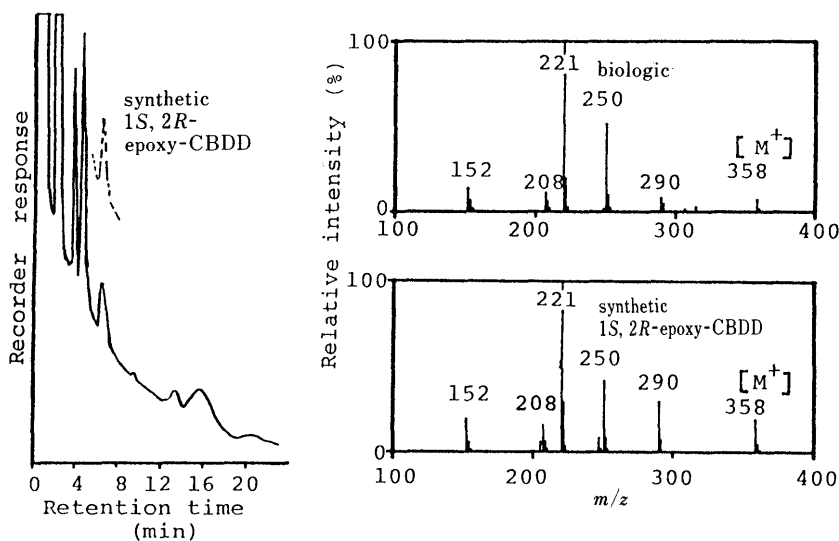 Recorder response
synthetic
1S, 2R-
epoxy-CBDD
0 4 8 12 16 20
Retention time
(min)
Relative intensity (%)
100
0
221
biologic
250
[M+]
152
208
290
358
100 200 300 400
100
0
221
synthetic
1S, 2R-epoxy-CBDD
250
[M+]
152
208
290
358
100 200 300 400
m/z